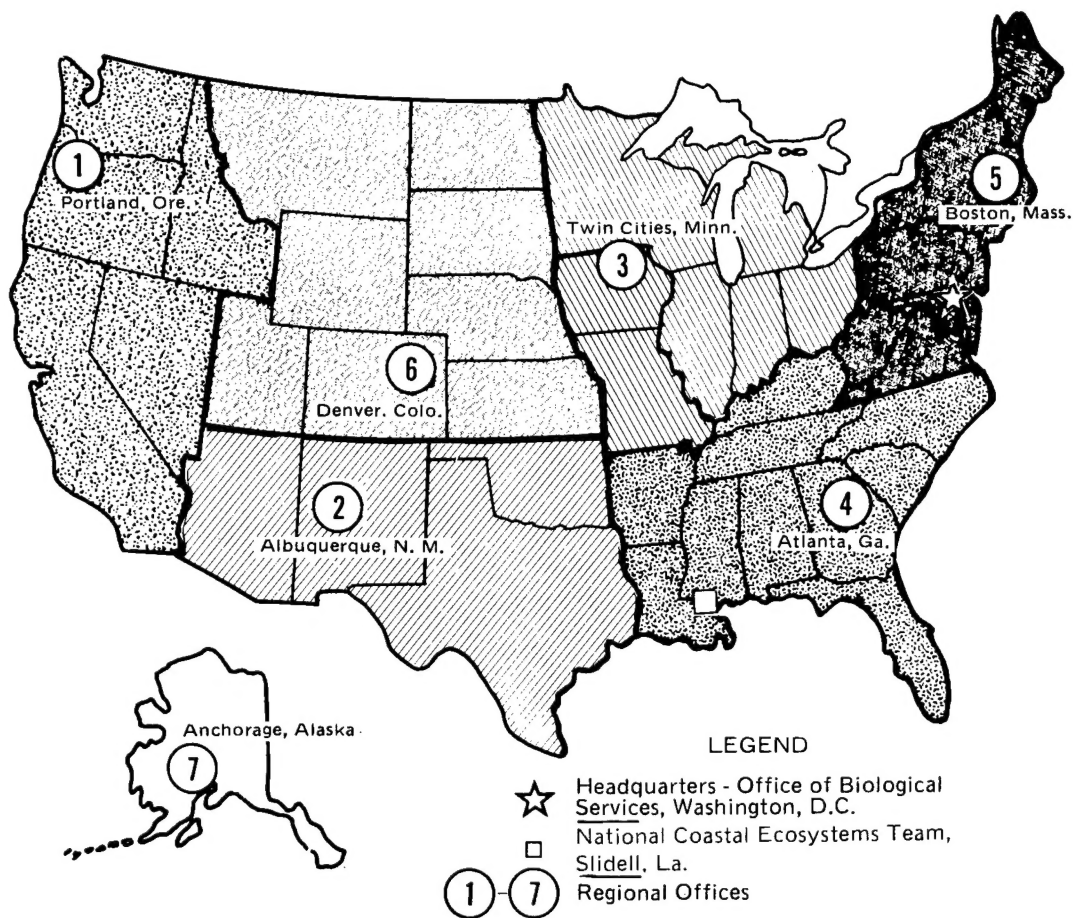 1
Portland, Ore.
5
Boston, Mass.
Twin Cities, Minn.
3
6
Denver. Colo.
2
Albuquerque, N. M.
4
Atlanta, Ga.
Anchorage, Alaska
7
LEGEND
Headquarters - Office of Biological
Services, Washington, D.C.
National Coastal Ecosystems Team,
Slidell, La.
1 - 7 Regional Offices